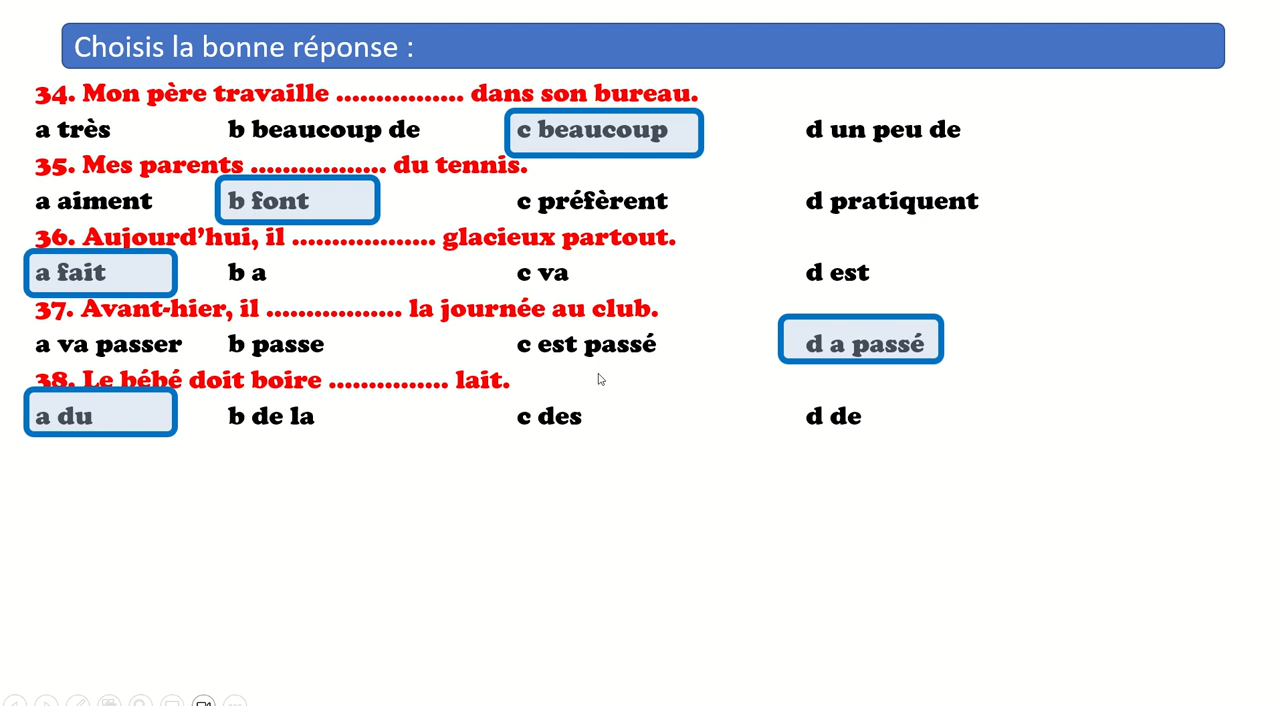 Choisis la bonne réponse :
34. Mon père travaille ................ dans son bureau.
a très b beaucoup de c beaucoup d un peu de
35. Mes parents ................. du tennis.
a aiment b font c préfèrent d pratiquent
36. Aujourd’hui, il .................. glacieux partout.
a fait b a c va d est
37. Avant-hier, il ................. la journée au club.
a va passer b passe c est passé d a passé
38. Le bébé doit boire ............... lait.
a du b de la c des d de